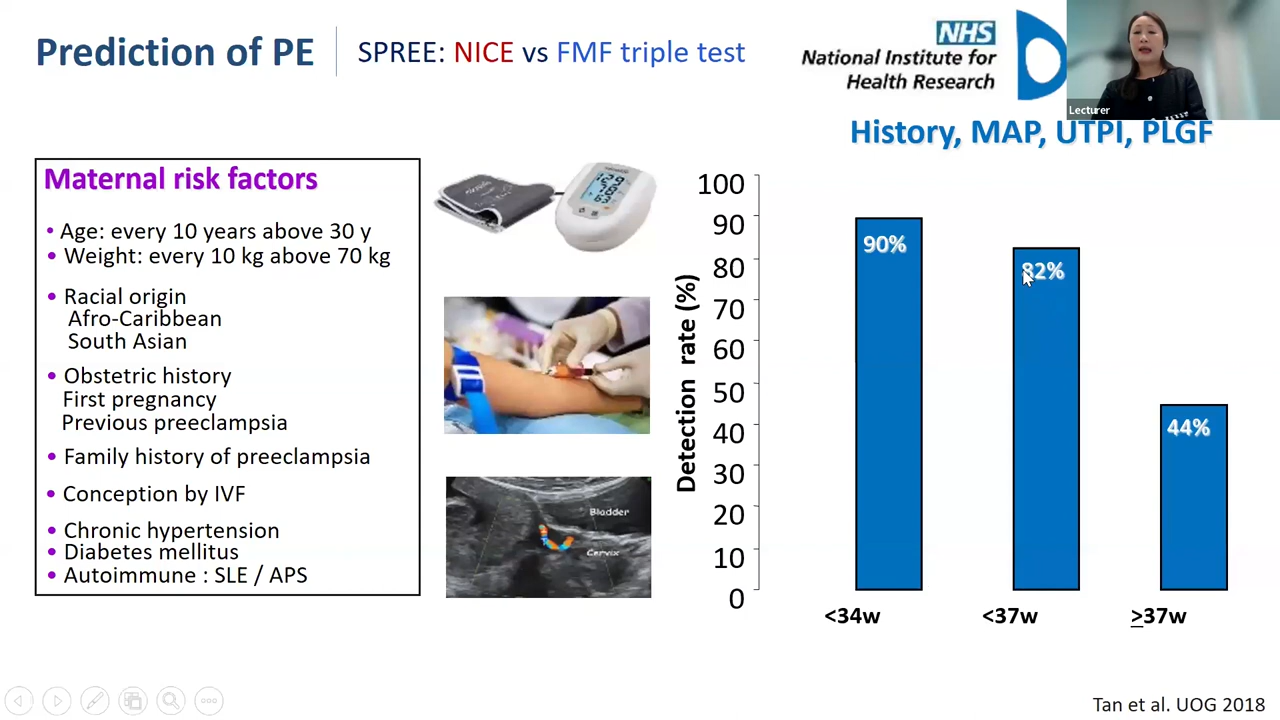 Prediction of PE
SPREE: NICE vs FMF triple test
NHS
National Institute for
Health Research
Lecturer
History, MAP, UTPI, PLGF
Maternal risk factors
• Age: every 10 years above 30 y
• Weight: every 10 kg above 70 kg
• Racial origin
Afro-Caribbean
South Asian
• Obstetric history
First pregnancy
Previous preeclampsia
• Family history of preeclampsia
• Conception by IVF
• Chronic hypertension
• Diabetes mellitus
• Autoimmune : SLE / APS
Bladder
Cervix
Detection rate (%)
100
90
80
70
60
50
40
30
20
10
0
90%
82%
44%
<34w
<37w
≥37w
Tan et al. UOG 2018